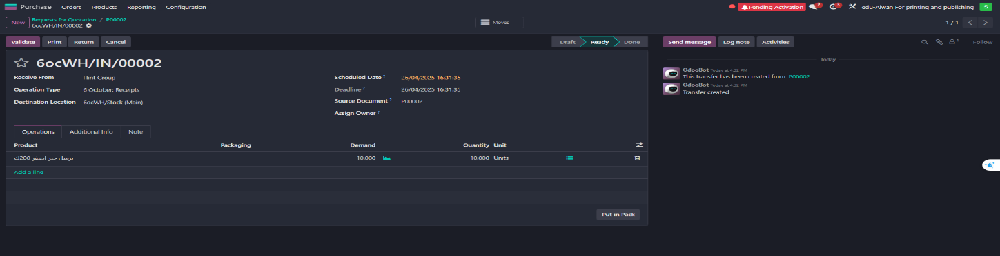 Purchase Orders Products Reporting Configuration Pending Activation 2 3 edu-Alwan For printing and publishing S
New Requests for Quotation / P00002
6ocWH/IN/00002 Moves 1 / 1
Validate Print Return Cancel Draft Ready Done Send message Log note Activities 1 Follow
6ocWH/IN/00002
Receive From Flint Group
Operation Type 6 October: Receipts
Destination Location 6ocWH/Stock (Main)
Scheduled Date ? 26/04/2025 16:31:35
Deadline ? 26/04/2025 16:31:35
Source Document ? P00002
Assign Owner ?
Operations Additional Info Note
Product Packaging Demand Quantity Unit
برميل حبر اصفر 200ك 10.000 10.000 Units
Add a line
Put in Pack
Today
OdooBot Today at 4:32 PM
This transfer has been created from: P00002
OdooBot Today at 4:32 PM
Transfer created